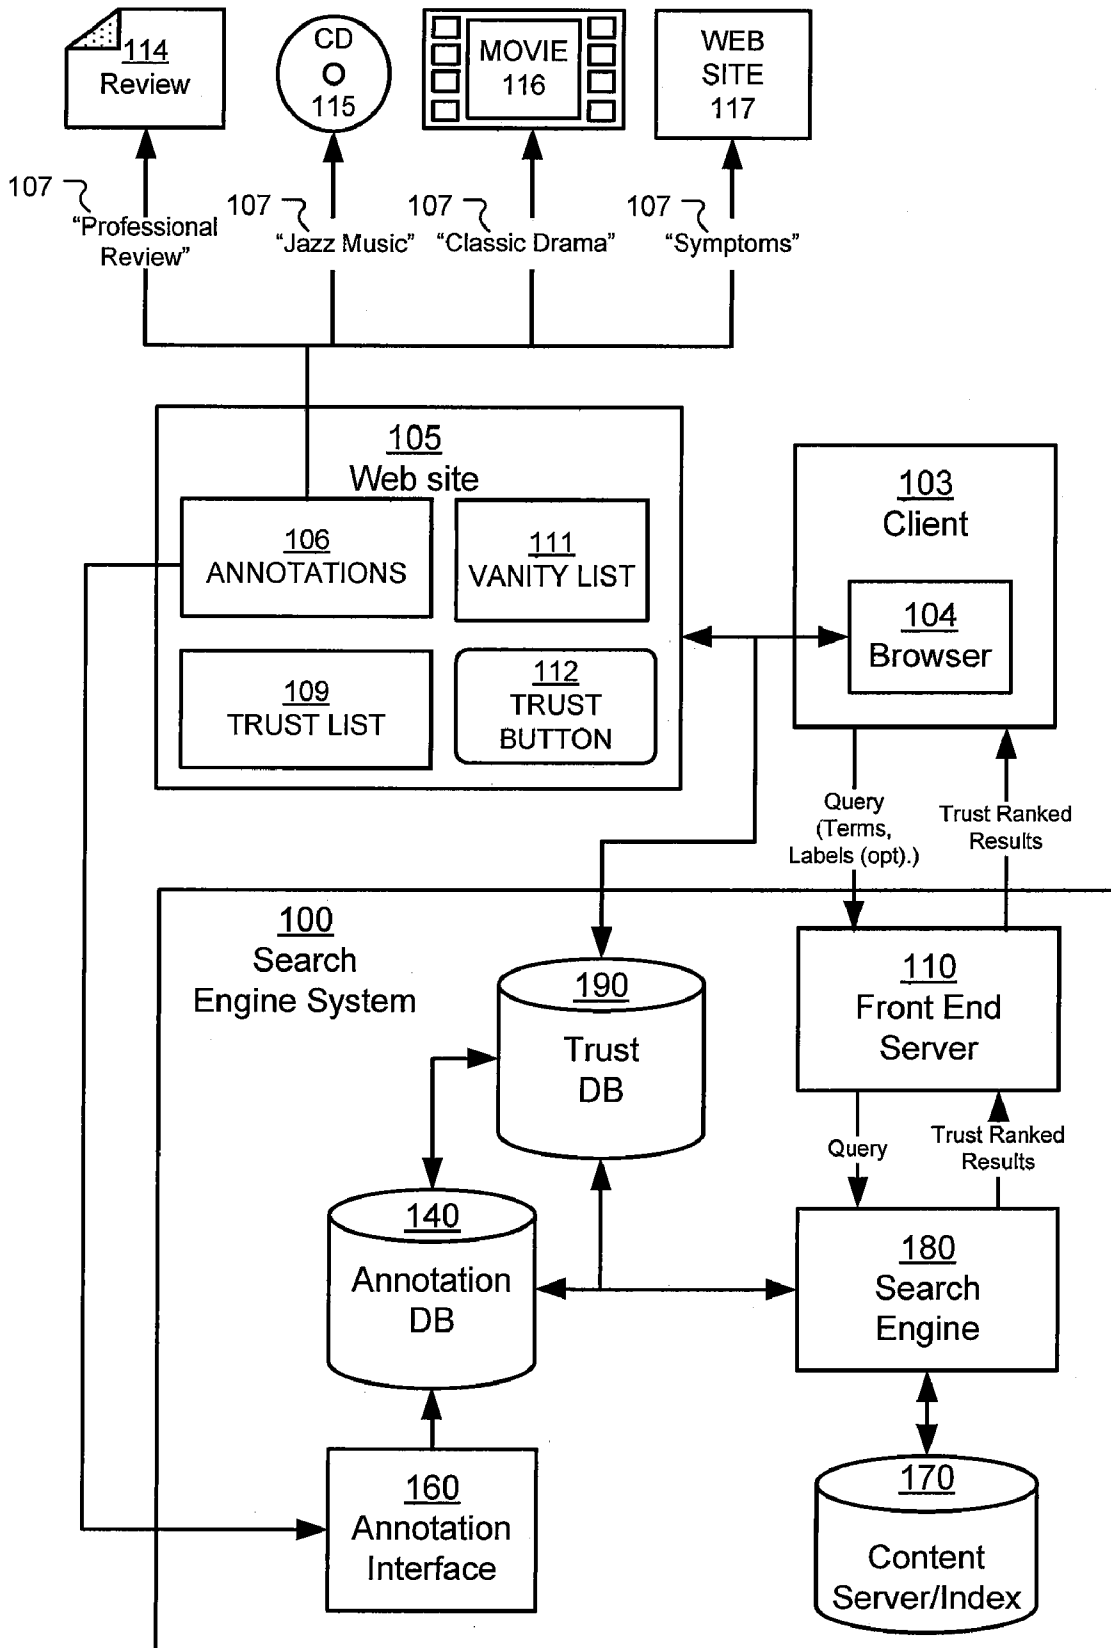 114
Review
CD
115
MOVIE
116
WEB
SITE
117
107
"Professional
Review"
107
"Jazz Music"
107
"Classic Drama"
107
"Symptoms"
105
Web site
106
ANNOTATIONS
111
VANITY LIST
109
TRUST LIST
112
TRUST
BUTTON
103
Client
104
Browser
Query
(Terms,
Labels (opt).)
Trust Ranked
Results
100
Search
Engine System
190
Trust
DB
110
Front End
Server
Query
Trust Ranked
Results
140
Annotation
DB
180
Search
Engine
160
Annotation
Interface
170
Content
Server/Index